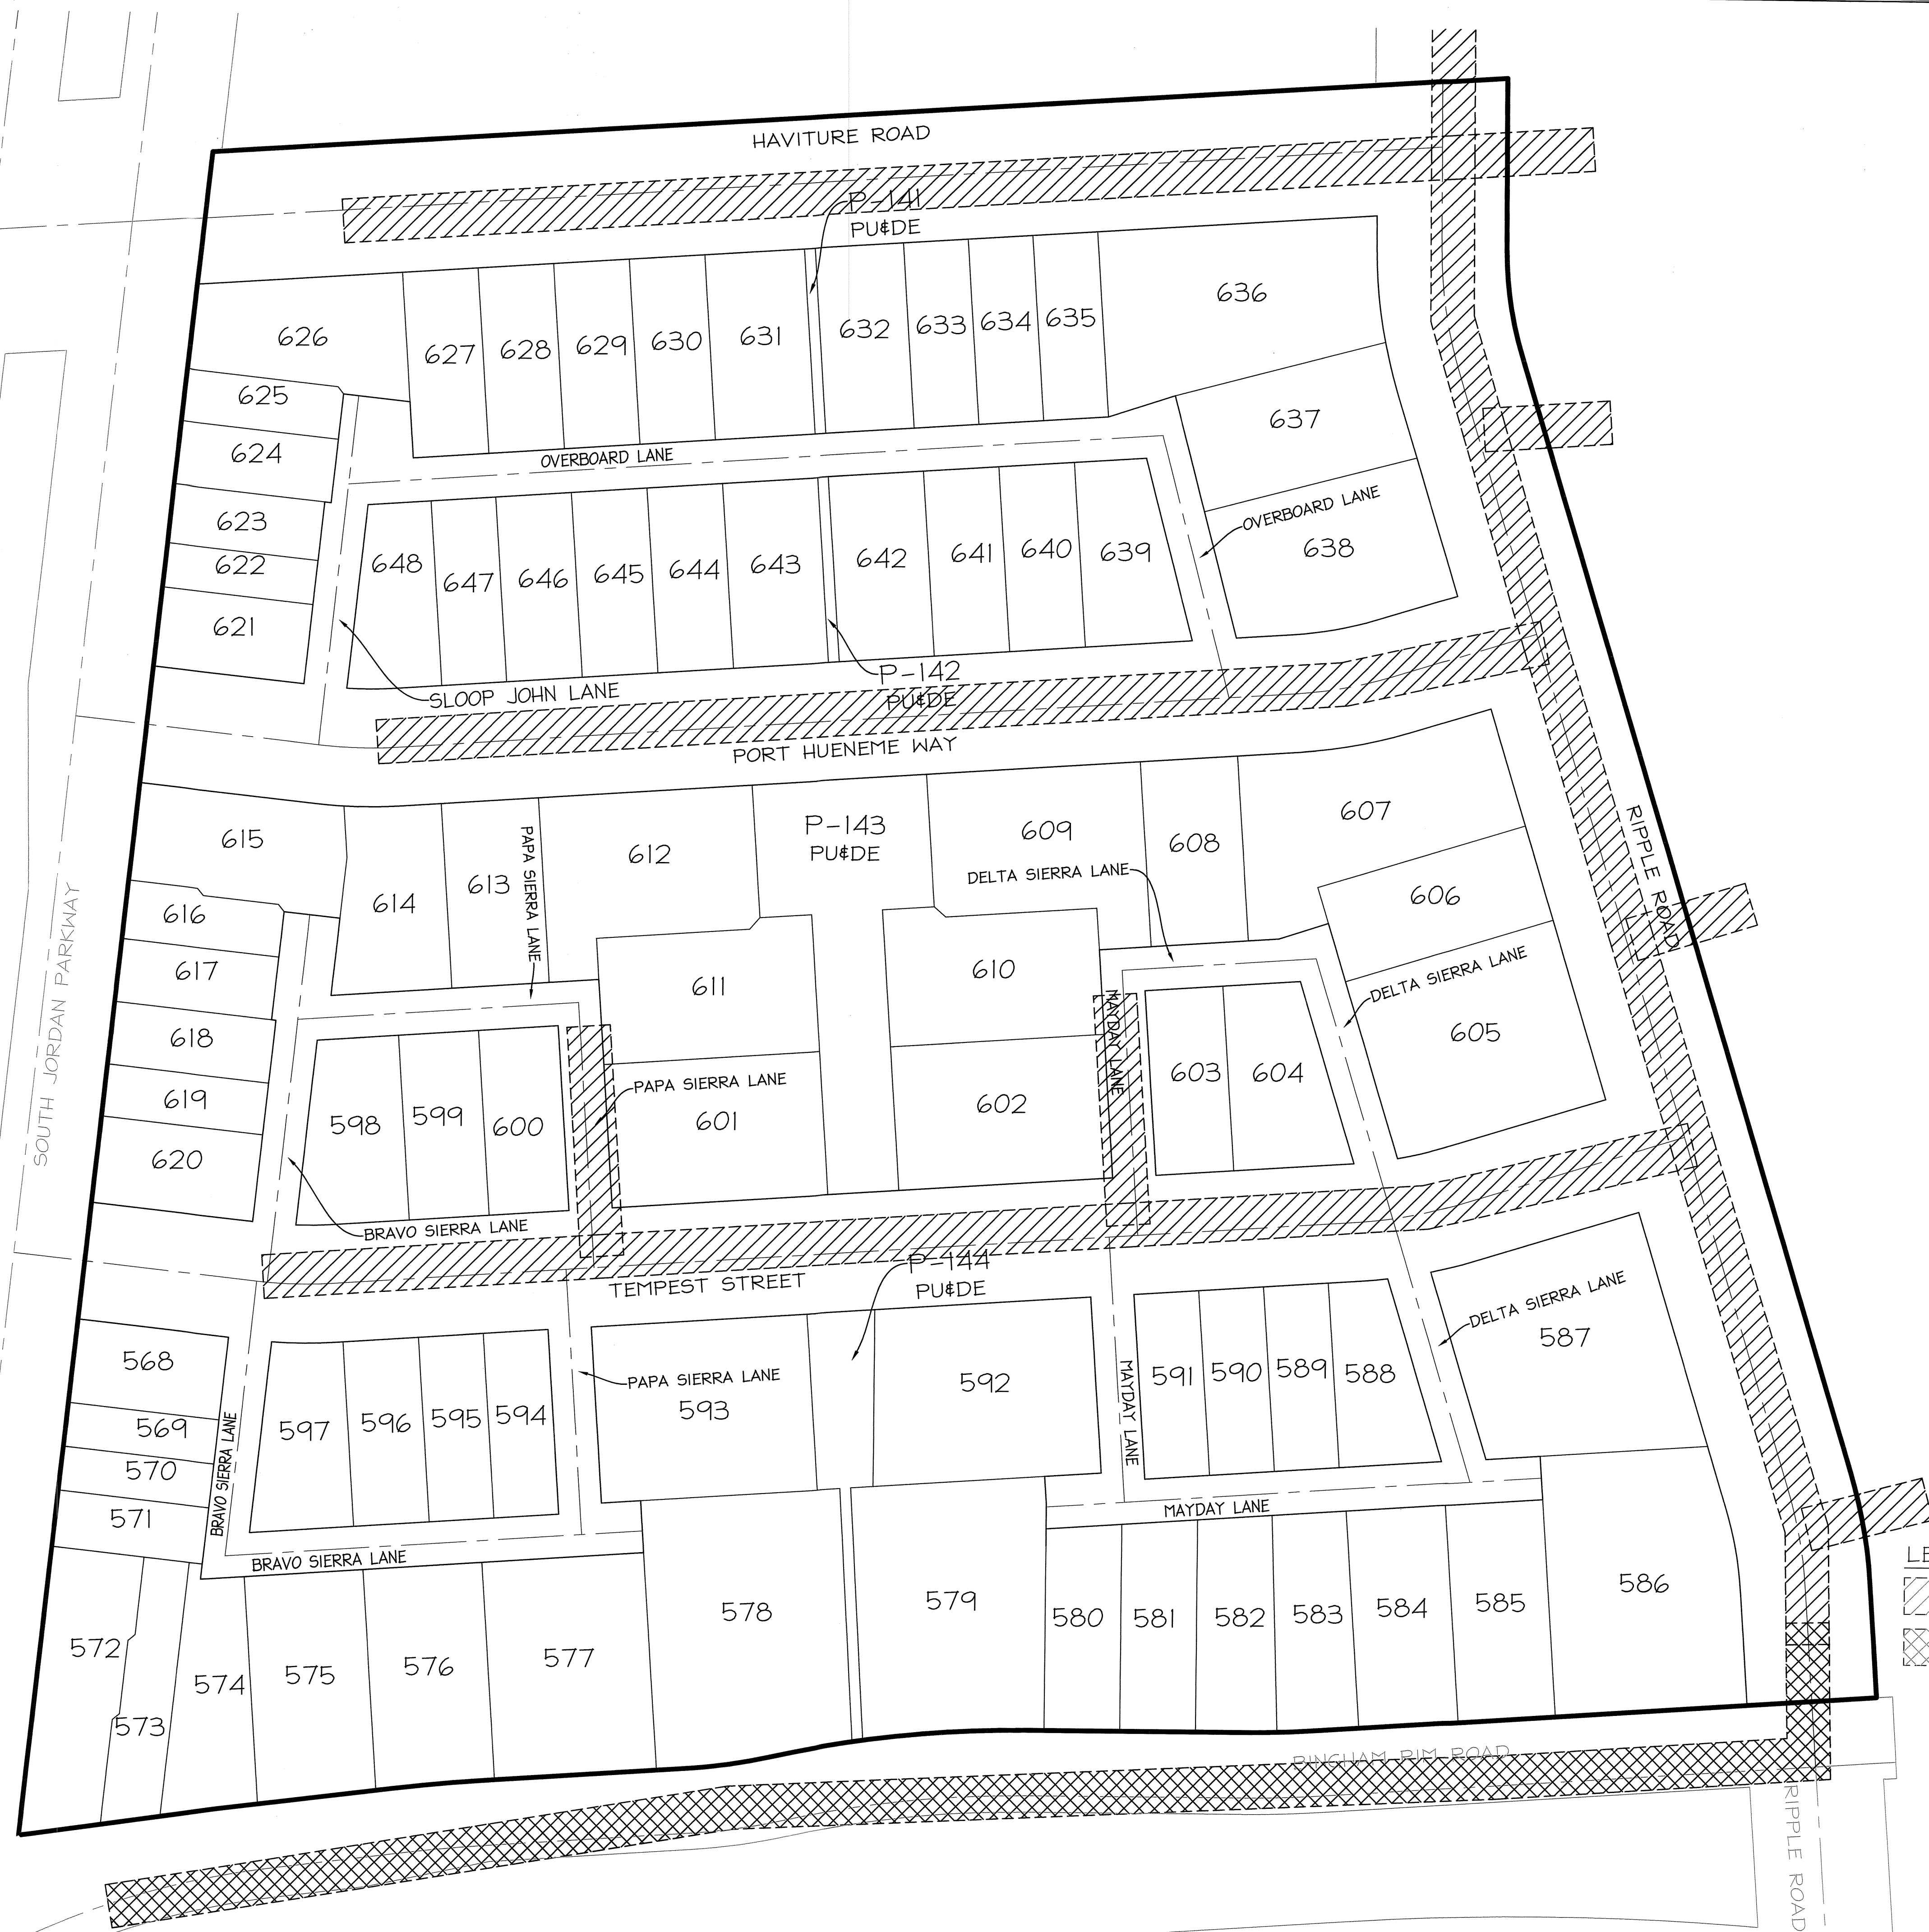 HAVITURE ROAD
P-141
PU&DE
626
627
628
629
630
631
632
633
634
635
636
625
624
623
622
621
637
638
OVERBOARD LANE
OVERBOARD LANE
648
647
646
645
644
643
642
641
640
639
SLOOP JOHN LANE
P-142
PU&DE
PORT HUENEME WAY
RIPPLE ROAD
SOUTH JORDAN PARKWAY
615
614
613
PAPA SIERRA LANE
612
P-143
PU&DE
609
DELTA SIERRA LANE
608
607
606
616
617
618
619
620
611
610
MAYDAY LANE
DELTA SIERRA LANE
605
598
599
600
PAPA SIERRA LANE
601
602
603
604
BRAVO SIERRA LANE
TEMPEST STREET
P-144
PU&DE
568
569
570
571
BRAVO SIERRA LANE
597
596
595
594
PAPA SIERRA LANE
593
592
MAYDAY LANE
591
590
589
588
DELTA SIERRA LANE
587
MAYDAY LANE
BRAVO SIERRA LANE
572
573
574
575
576
577
578
579
580
581
582
583
584
585
586
BINGHAM RIM ROAD
RIPPLE ROAD